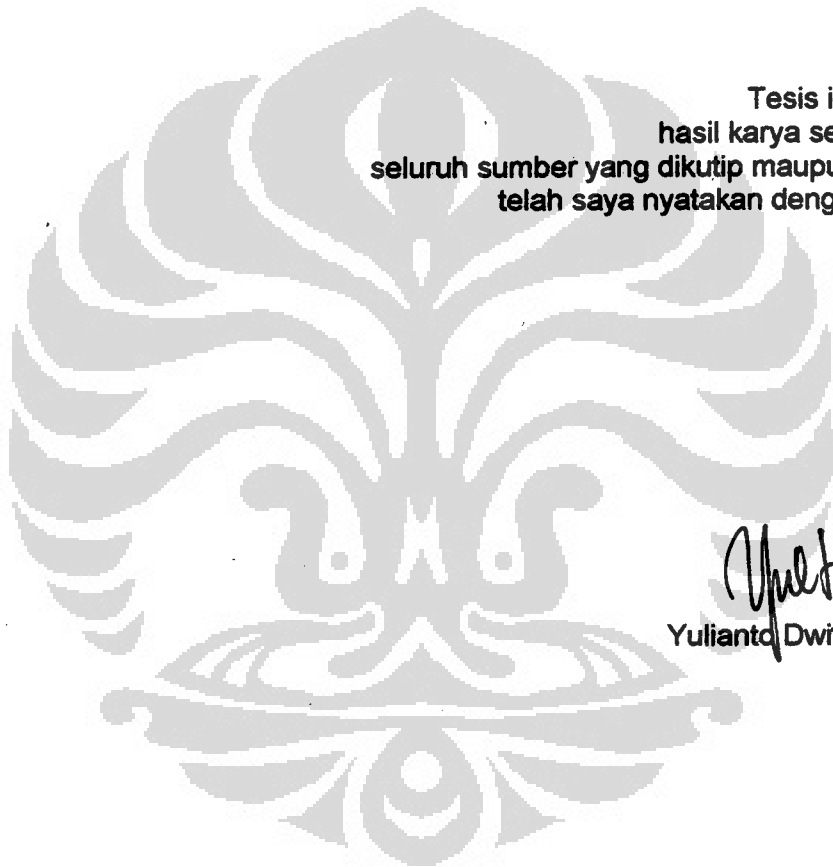 Tesis i
hasil karya se
seluruh sumber yang dikutip maupu
telah saya nyatakan deng
Yulianto Dwi